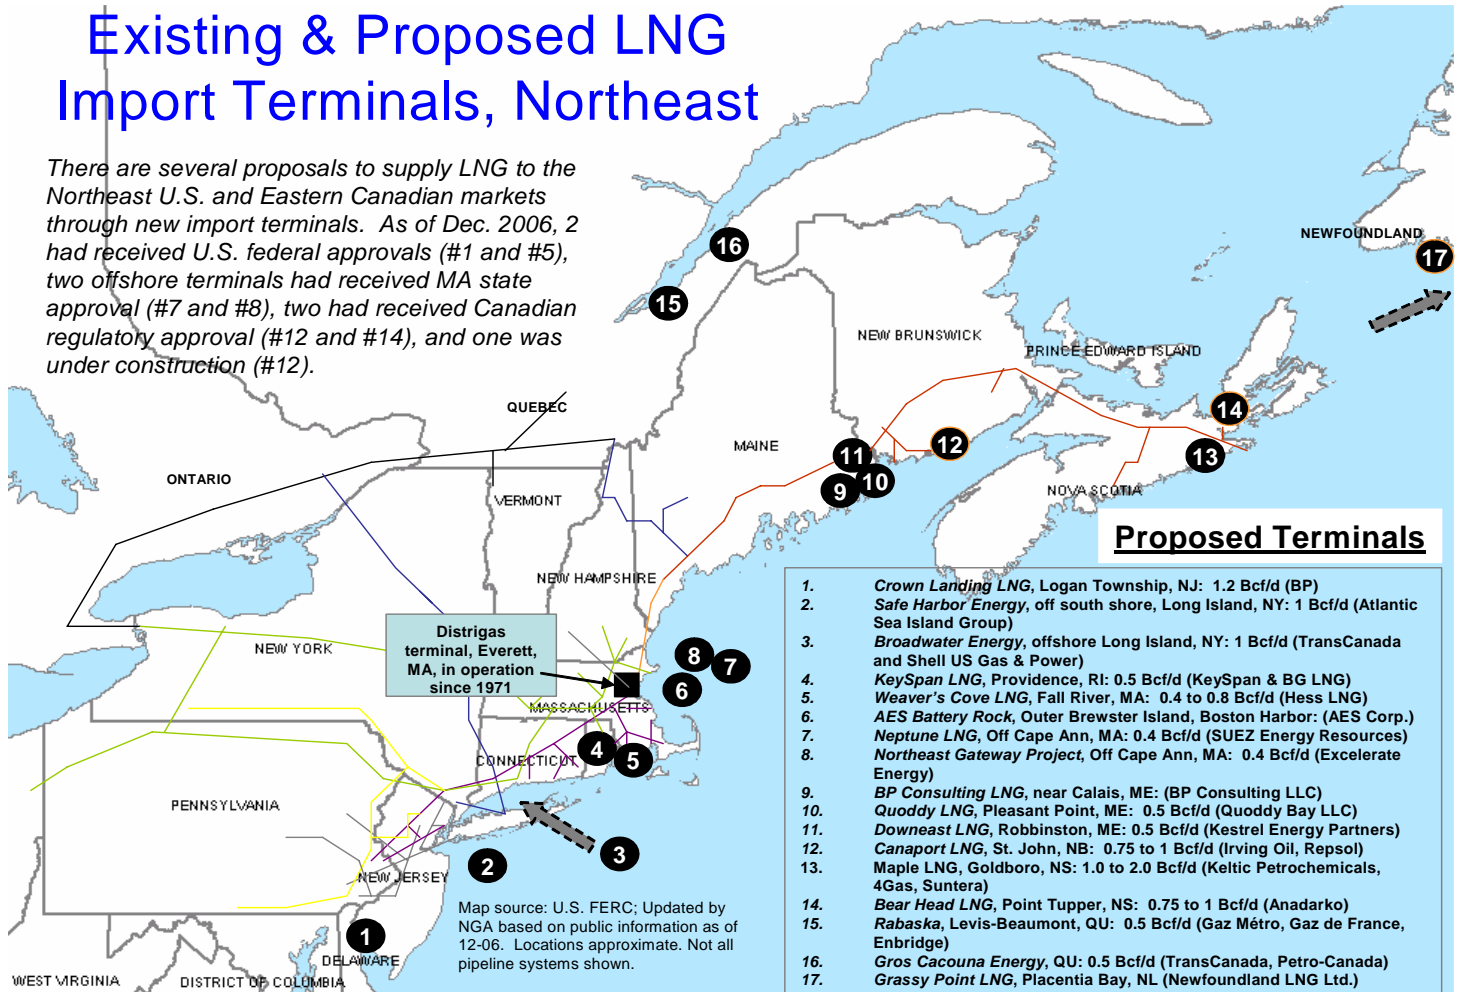 Existing & Proposed LNG
Import Terminals, Northeast
There are several proposals to supply LNG to the
Northeast U.S. and Eastern Canadian markets
through new import terminals.  As of Dec. 2006, 2
had received U.S. federal approvals (#1 and #5),
two offshore terminals had received MA state
approval (#7 and #8), two had received Canadian
regulatory approval (#12 and #14), and one was
under construction (#12).
16
15
NEWFOUNDLAND
17
NEW BRUNSWICK
PRINCE EDWARD ISLAND
QUEBEC
14
MAINE
12
11
13
ONTARIO
10
9
VERMONT
NOVA SCOTIA
NEW HAMPSHIRE
Distrigas
terminal, Everett,
MA, in operation
since 1971
NEW YORK
8
7
6
MASSACHUSETTS
4
5
CONNECTICUT
PENNSYLVANIA
3
2
NEW JERSEY
1
DELAWARE
WEST VIRGINIA
DISTRICT OF COLUMBIA
Map source: U.S. FERC; Updated by
NGA based on public information as of
12-06.  Locations approximate. Not all
pipeline systems shown.
Proposed Terminals
1. Crown Landing LNG, Logan Township, NJ:  1.2 Bcf/d (BP)
2. Safe Harbor Energy, off south shore, Long Island, NY: 1 Bcf/d (Atlantic
Sea Island Group)
3. Broadwater Energy, offshore Long Island, NY: 1 Bcf/d (TransCanada
and Shell US Gas & Power)
4. KeySpan LNG, Providence, RI: 0.5 Bcf/d (KeySpan & BG LNG)
5. Weaver's Cove LNG, Fall River, MA:  0.4 to 0.8 Bcf/d (Hess LNG)
6. AES Battery Rock, Outer Brewster Island, Boston Harbor: (AES Corp.)
7. Neptune LNG, Off Cape Ann, MA: 0.4 Bcf/d (SUEZ Energy Resources)
8. Northeast Gateway Project, Off Cape Ann, MA:  0.4 Bcf/d (Excelerate
Energy)
9. BP Consulting LNG, near Calais, ME: (BP Consulting LLC)
10. Quoddy LNG, Pleasant Point, ME:  0.5 Bcf/d (Quoddy Bay LLC)
11. Downeast LNG, Robbinston, ME: 0.5 Bcf/d (Kestrel Energy Partners)
12. Canaport LNG, St. John, NB:  0.75 to 1 Bcf/d (Irving Oil, Repsol)
13. Maple LNG, Goldboro, NS: 1.0 to 2.0 Bcf/d (Keltic Petrochemicals,
4Gas, Suntera)
14. Bear Head LNG, Point Tupper, NS:  0.75 to 1 Bcf/d (Anadarko)
15. Rabaska, Levis-Beaumont, QU:  0.5 Bcf/d (Gaz Métro, Gaz de France,
Enbridge)
16. Gros Cacouna Energy, QU: 0.5 Bcf/d (TransCanada, Petro-Canada)
17. Grassy Point LNG, Placentia Bay, NL (Newfoundland LNG Ltd.)